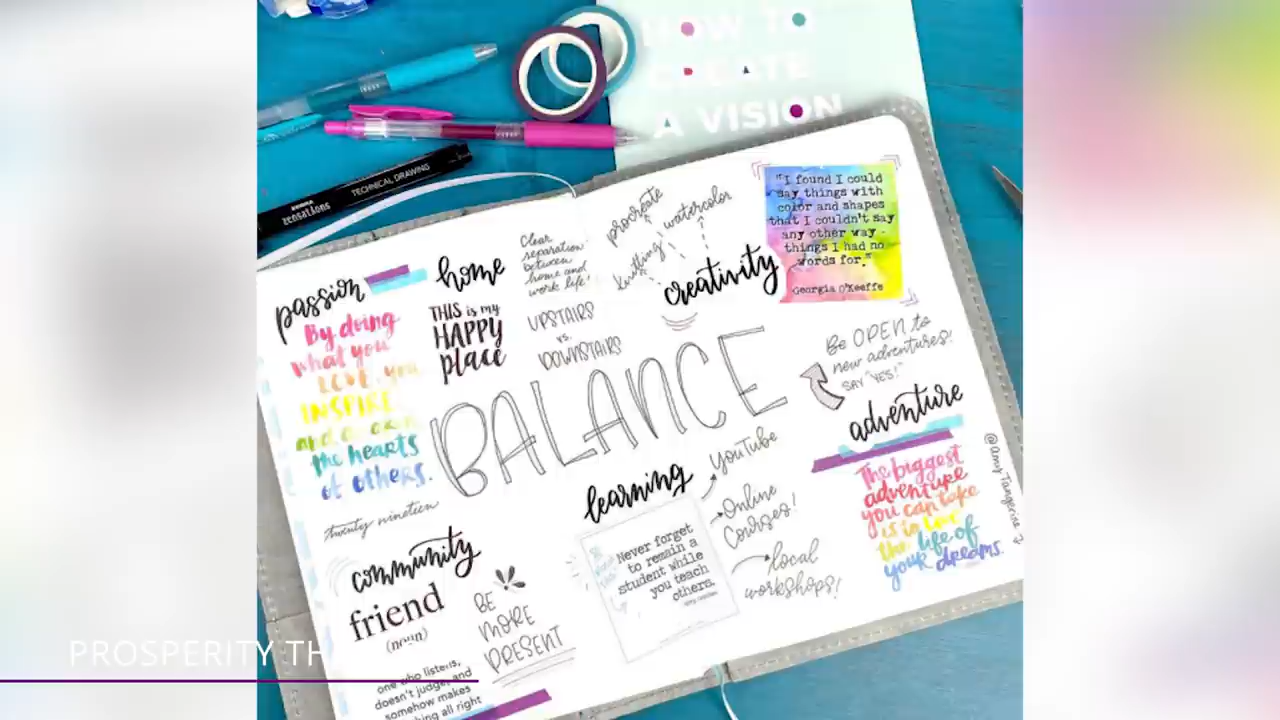 HOW TO
CREATE
A VISION
TECHNICAL DRAWING
ZEBRA
zensations
passion
By doing
what you
LOVE, you
INSPIRE
the hearts
of others.
twenty nineteen
home
THIS is my
HAPPY
place
Clear
separation
between
home and
work life!
UPSTAIRS
vs.
DOWNSTAIRS
procreate
watercolor
knitting
creativity
"I found I could
say things with
color and shapes
that I couldn't say
any other way -
things I had no
words for."
Georgia O'Keeffe
BALANCE
Be OPEN to
new adventures!
SAY "YES!"
adventure
The biggest
adventure
you can take
is to live
the life of
your dreams.
@amyTangerine
learning
YouTube
Online
Courses!
local
workshops!
Never forget
to remain a
student while
you teach
others.
community
friend
(noun)
one who listens,
doesn't judge, and
somehow makes
all right
BE
MORE
PRESENT
PROSPERITY TH